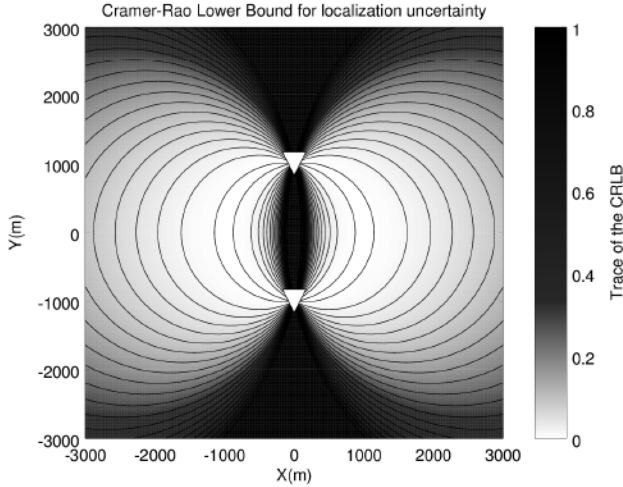 Cramer-Rao Lower Bound for localization uncertainty
3000
2000
1000
0
-1000
-2000
-3000
Y(m)
-3000 -2000 -1000 0 1000 2000 3000
X(m)
1
0.8
0.6
0.4
0.2
0
Trace of the CRLB